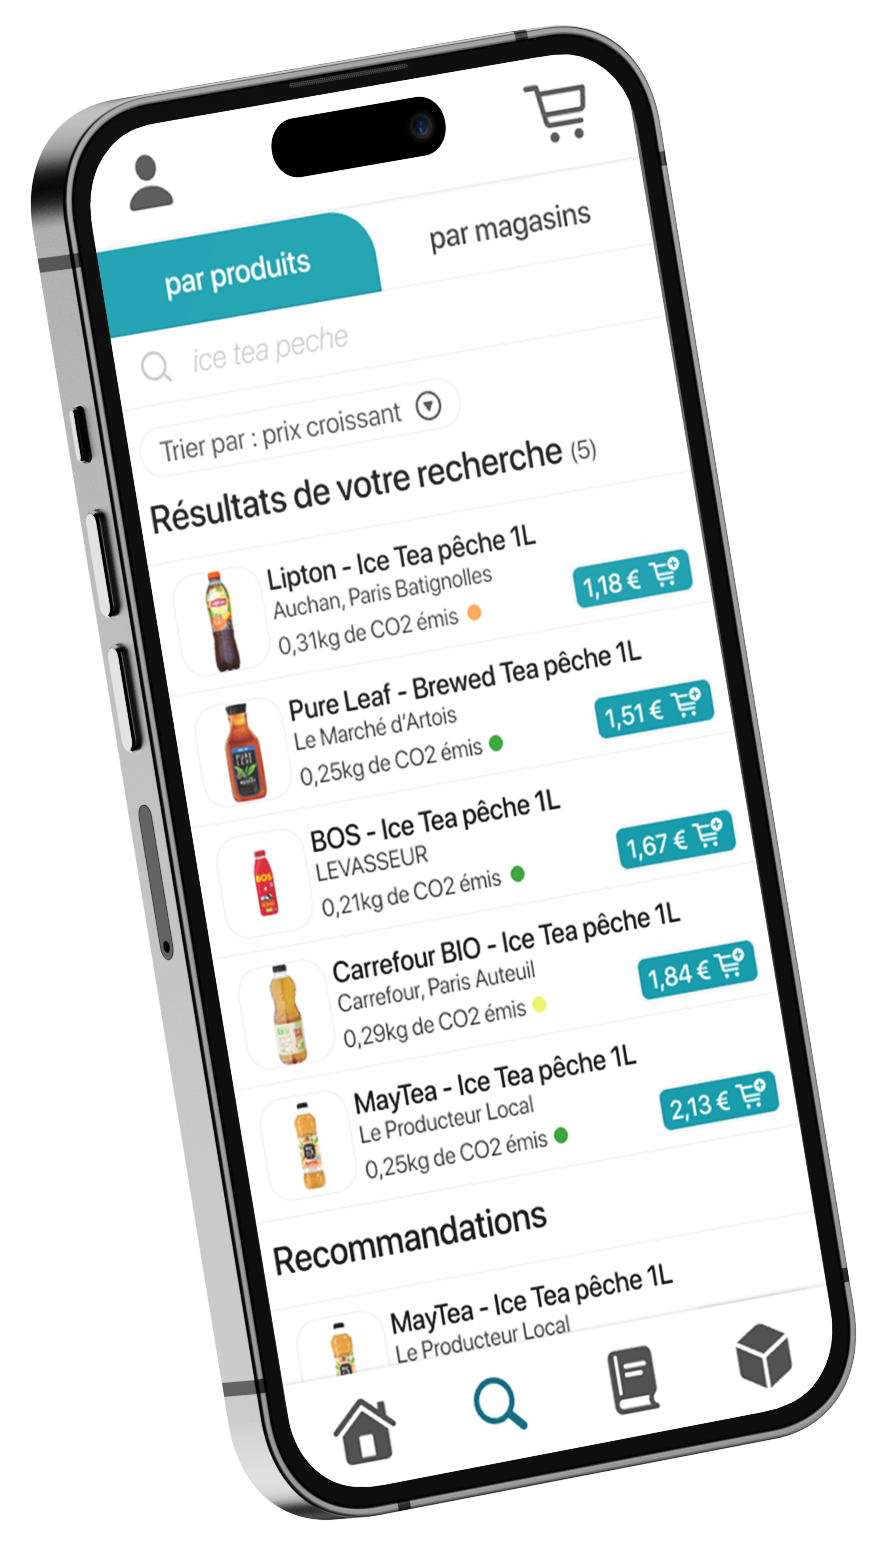 par produits
par magasins
ice tea peche
Trier par : prix croissant
Résultats de votre recherche (5)
Lipton - Ice Tea pêche 1L
Auchan, Paris Batignolles
0,31kg de CO2 émis
1,18 €
Pure Leaf - Brewed Tea pêche 1L
Le Marché d'Artois
0,25kg de CO2 émis
1,51 €
PURE
LEAF
BOS - Ice Tea pêche 1L
LEVASSEUR
0,21kg de CO2 émis
1,67 €
BOS
Carrefour BIO - Ice Tea pêche 1L
Carrefour, Paris Auteuil
0,29kg de CO2 émis
1,84 €
MayTea - Ice Tea pêche 1L
Le Producteur Local
0,25kg de CO2 émis
2,13 €
Recommandations
MayTea - Ice Tea pêche 1L
Le Producteur Local